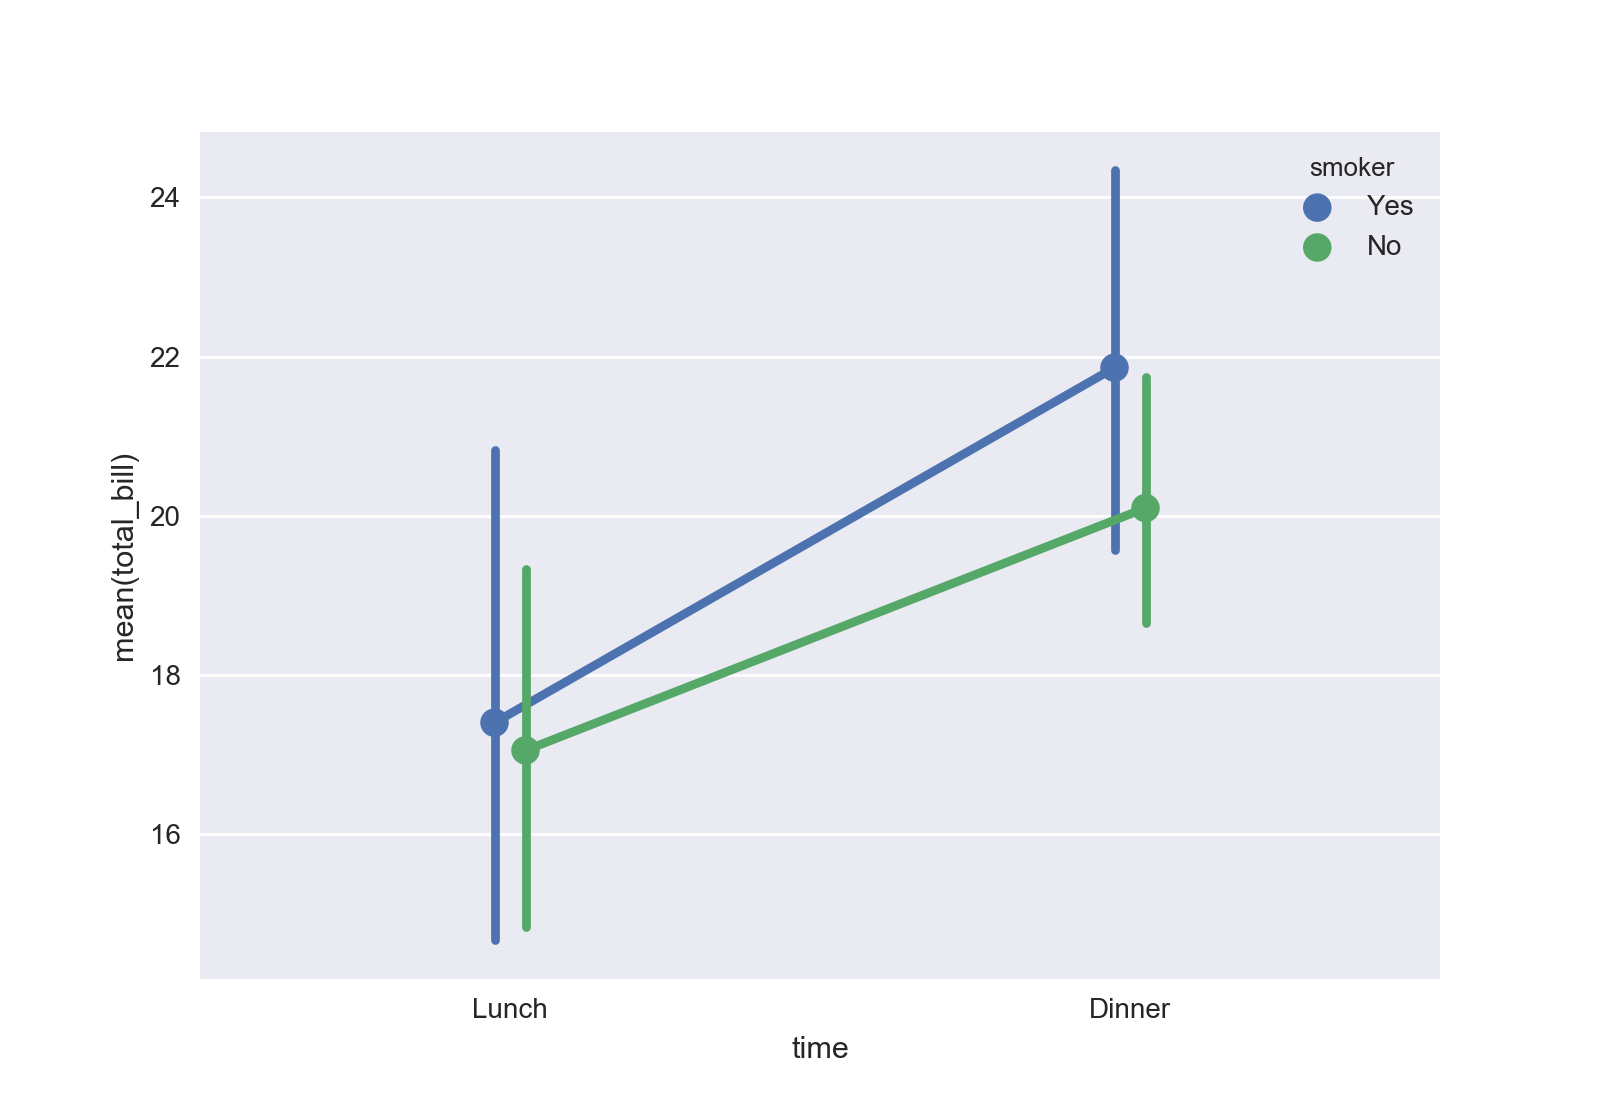 smoker
Yes
No
24
22
20
18
16
mean(total_bill)
Lunch
Dinner
time